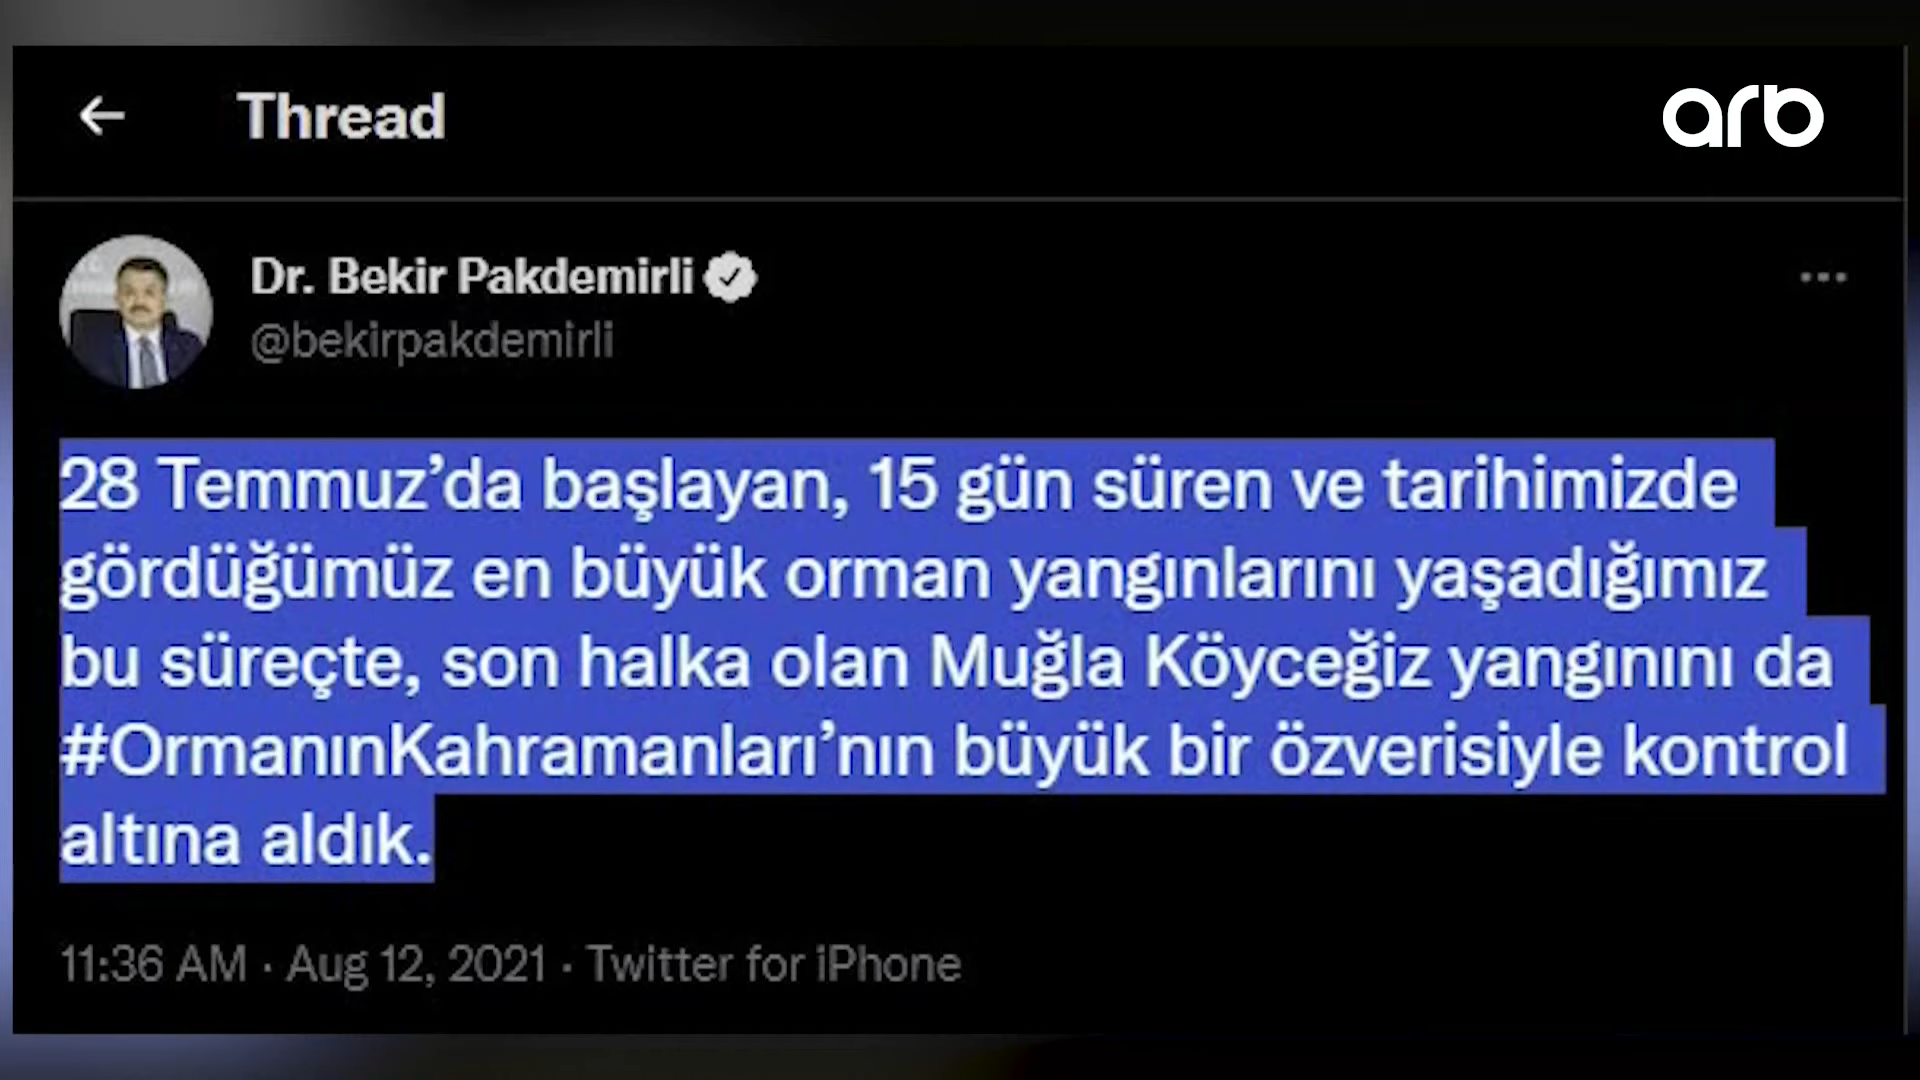 Thread
arb
Dr. Bekir Pakdemirli
@bekirpakdemirli
28 Temmuz’da başlayan, 15 gün süren ve tarihimizde
gördüğümüz en büyük orman yangınlarını yaşadığımız
bu süreçte, son halka olan Muğla Köyceğiz yangınını da
#OrmanınKahramanları’nın büyük bir özverisiyle kontrol
altına aldık.
11:36 AM · Aug 12, 2021 · Twitter for iPhone